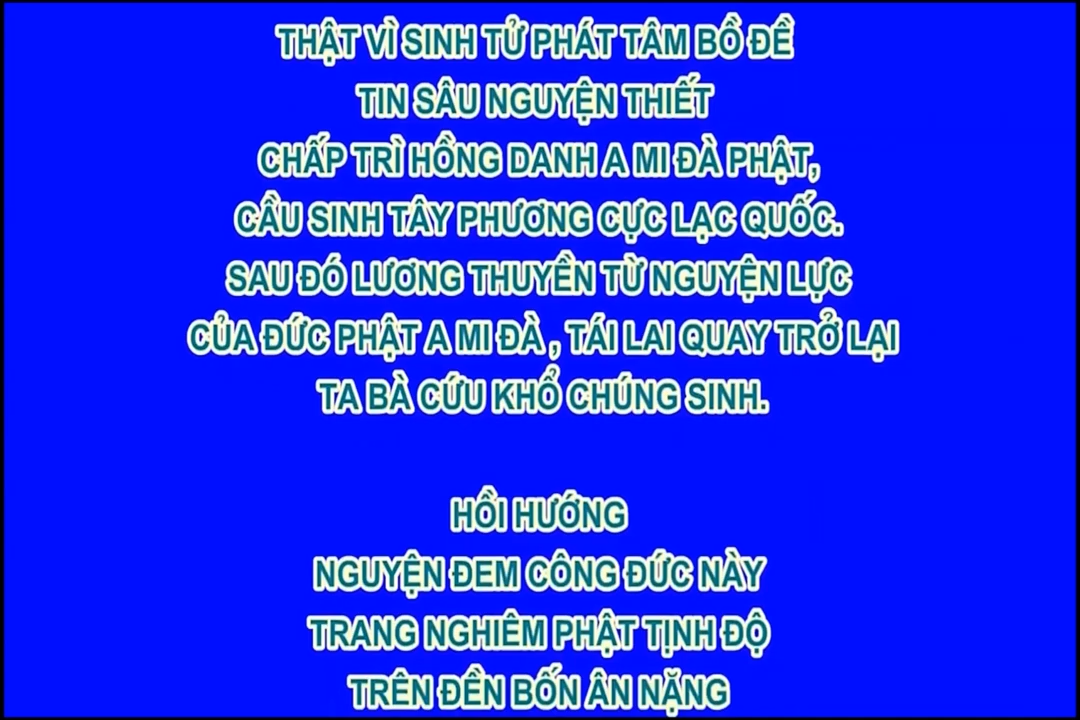 THẬT VÌ SINH TỬ PHÁT TÂM BỒ ĐỀ
TIN SÂU NGUYỆN THIẾT
CHẤP TRÌ HỒNG DANH A MI ĐÀ PHẬT,
CẦU SINH TÂY PHƯƠNG CỰC LẠC QUỐC.
SAU ĐÓ LƯƠNG THUYỀN TỪ NGUYỆN LỰC
CỦA ĐỨC PHẬT A MI ĐÀ , TÁI LAI QUAY TRỞ LẠI
TA BÀ CỨU KHỔ CHÚNG SINH.
HỒI HƯỚNG
NGUYỆN ĐEM CÔNG ĐỨC NÀY
TRANG NGHIÊM PHẬT TỊNH ĐỘ
TRÊN ĐỀN BỐN ÂN NẶNG